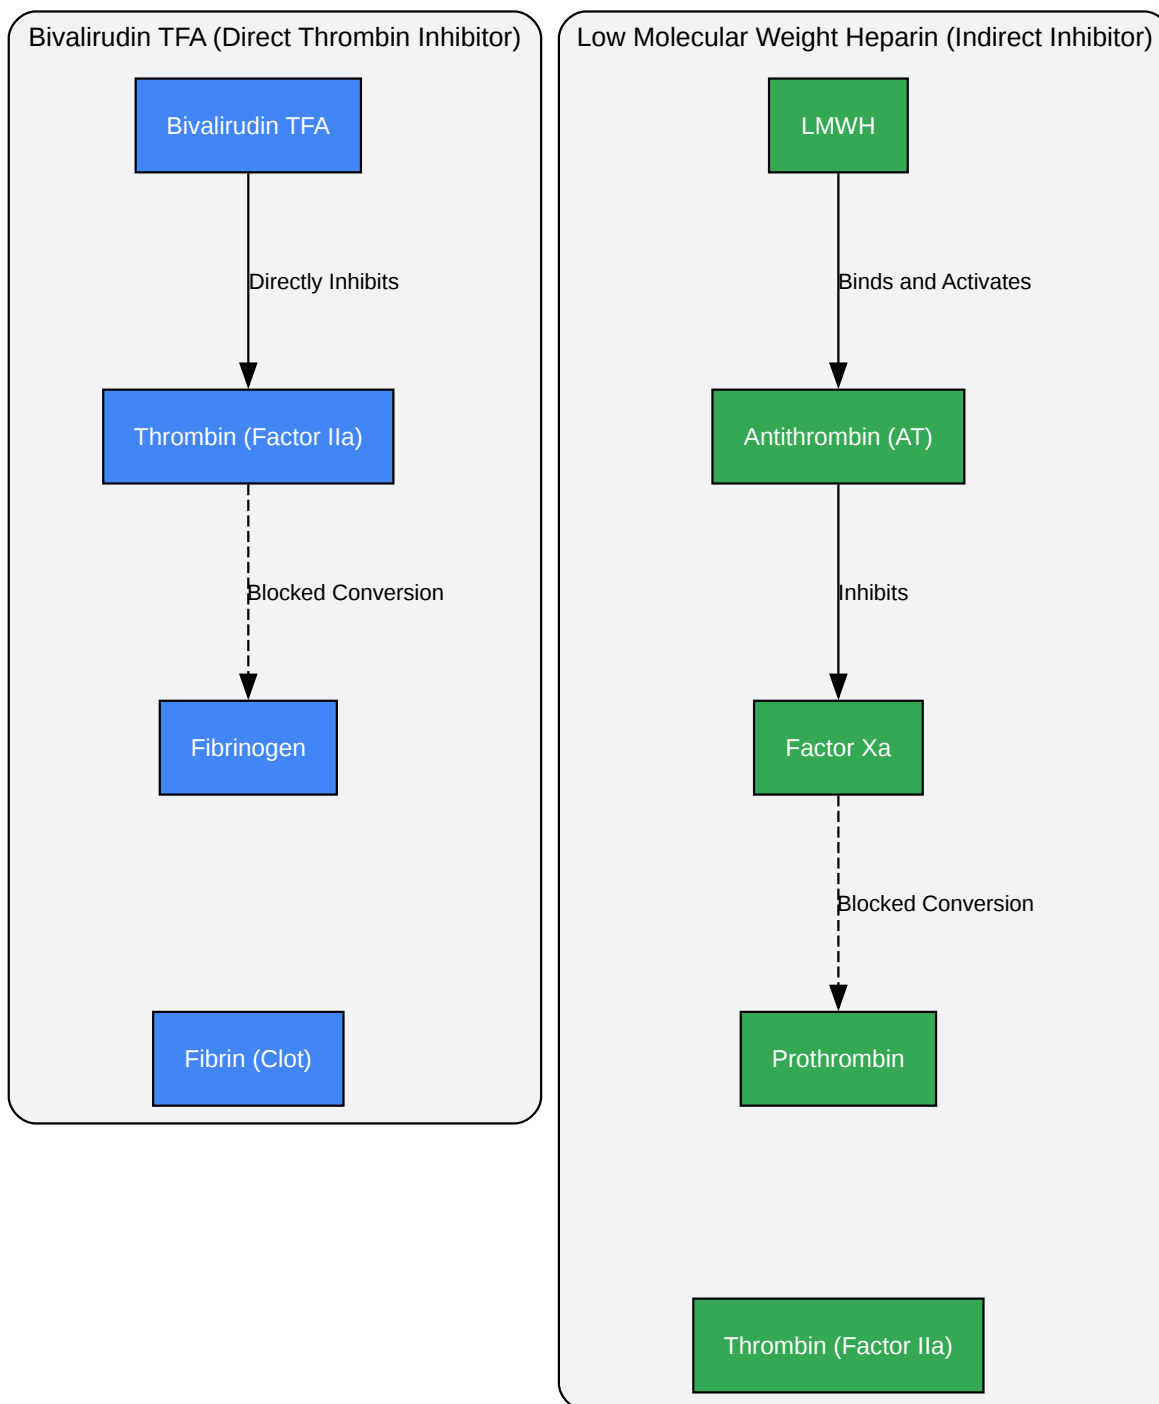 Bivalirudin TFA (Direct Thrombin Inhibitor)
Bivalirudin TFA
Directly Inhibits
Thrombin (Factor IIa)
Blocked Conversion
Fibrinogen
Fibrin (Clot)
Low Molecular Weight Heparin (Indirect Inhibitor)
LMWH
Binds and Activates
Antithrombin (AT)
Inhibits
Factor Xa
Blocked Conversion
Prothrombin
Thrombin (Factor IIa)